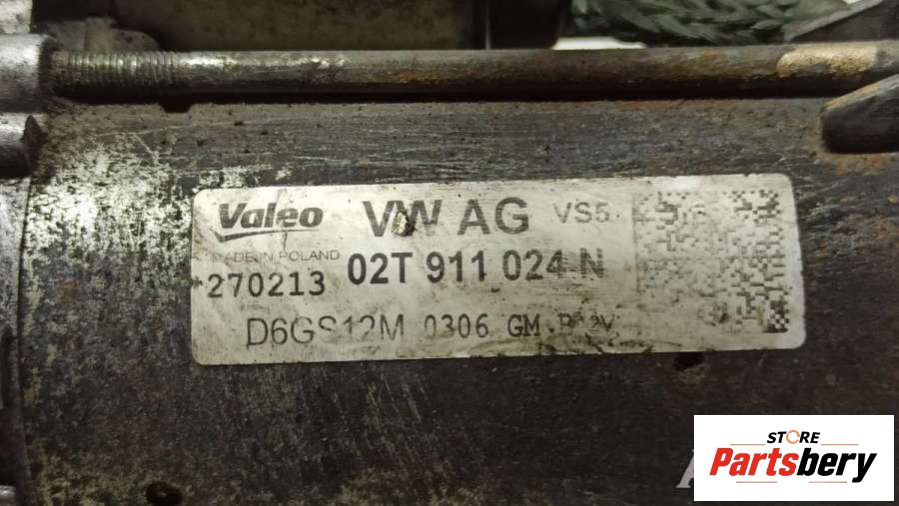 Valeo VW AG VS5.
MADE IN POLAND
*270213 02T 911 024 N
D6GS12M 0306 GM
STORE
Partsbery